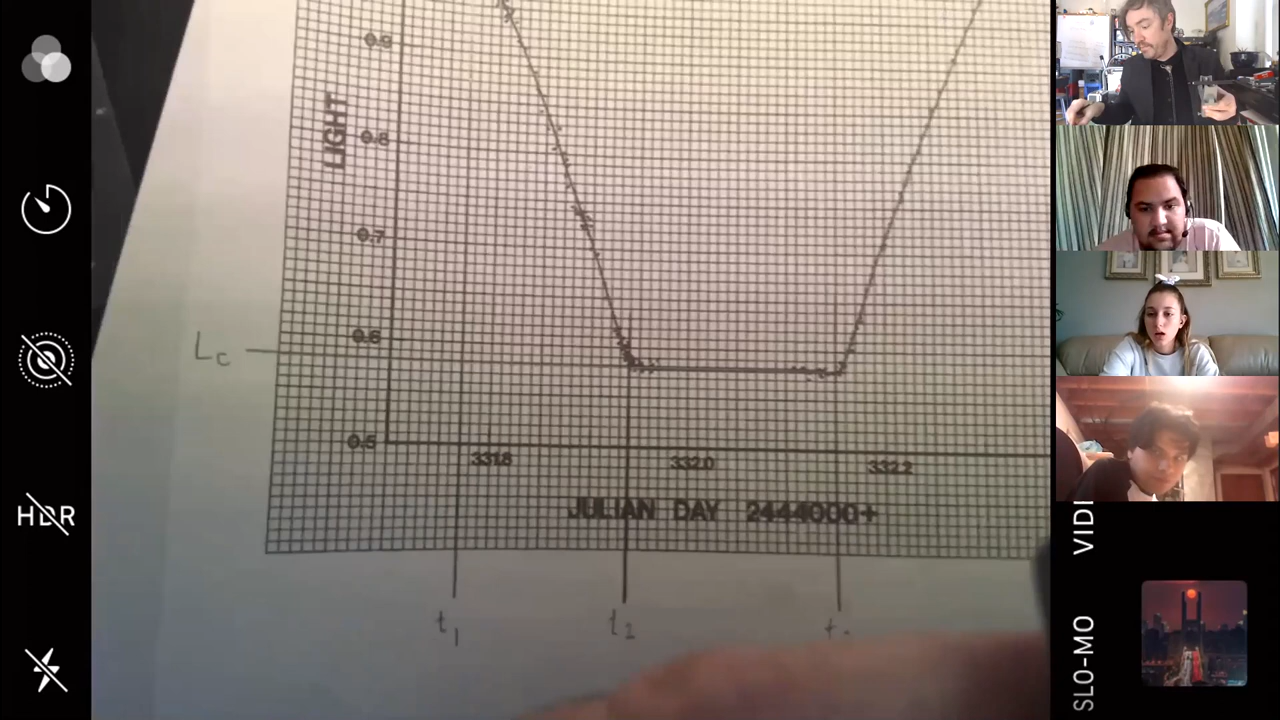 HDR
0.9
0.8
LIGHT
0.7
0.6
Lc
0.5
331.8 332.0 332.2
JULIAN DAY 2444000+
t1 t2
VIDE
SLO-MO